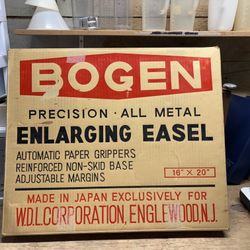 BOGEN
PRECISION · ALL METAL
ENLARGING EASEL
AUTOMATIC PAPER GRIPPERS
REINFORCED NON-SKID BASE
ADJUSTABLE MARGINS
16" × 20"
MADE IN JAPAN EXCLUSIVELY FOR
W.D.L.CORPORATION, ENGLEWOOD, N.J.